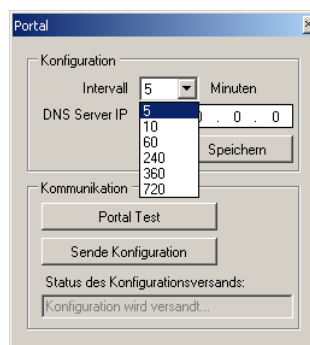 Portal
Konfiguration
Intervall 5 Minuten
DNS Server IP . 0 . 0
5
10
60
240
360
720
Speichern
Kommunikation
Portal Test
Sende Konfiguration
Status des Konfigurationsversands:
Konfiguration wird versandt...